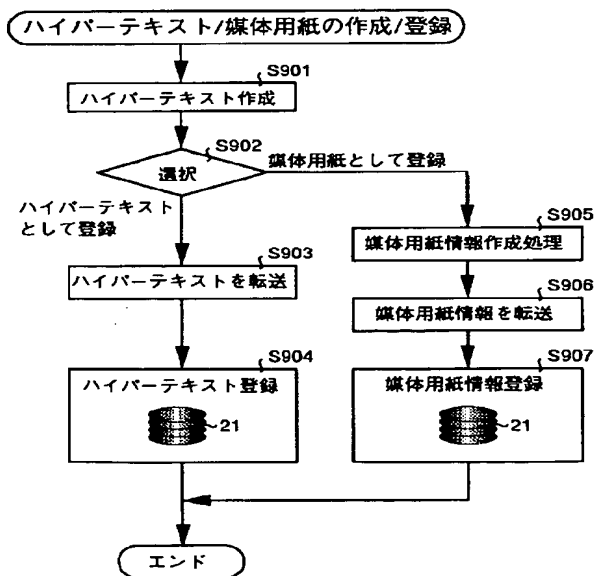 ハイパーテキスト/媒体用紙の作成/登録
S901
ハイパーテキスト作成
S902
選択
媒体用紙として登録
ハイパーテキスト
として登録
S903
ハイパーテキストを転送
S904
ハイパーテキスト登録
21
S905
媒体用紙情報作成処理
S906
媒体用紙情報を転送
S907
媒体用紙情報登録
21
エンド